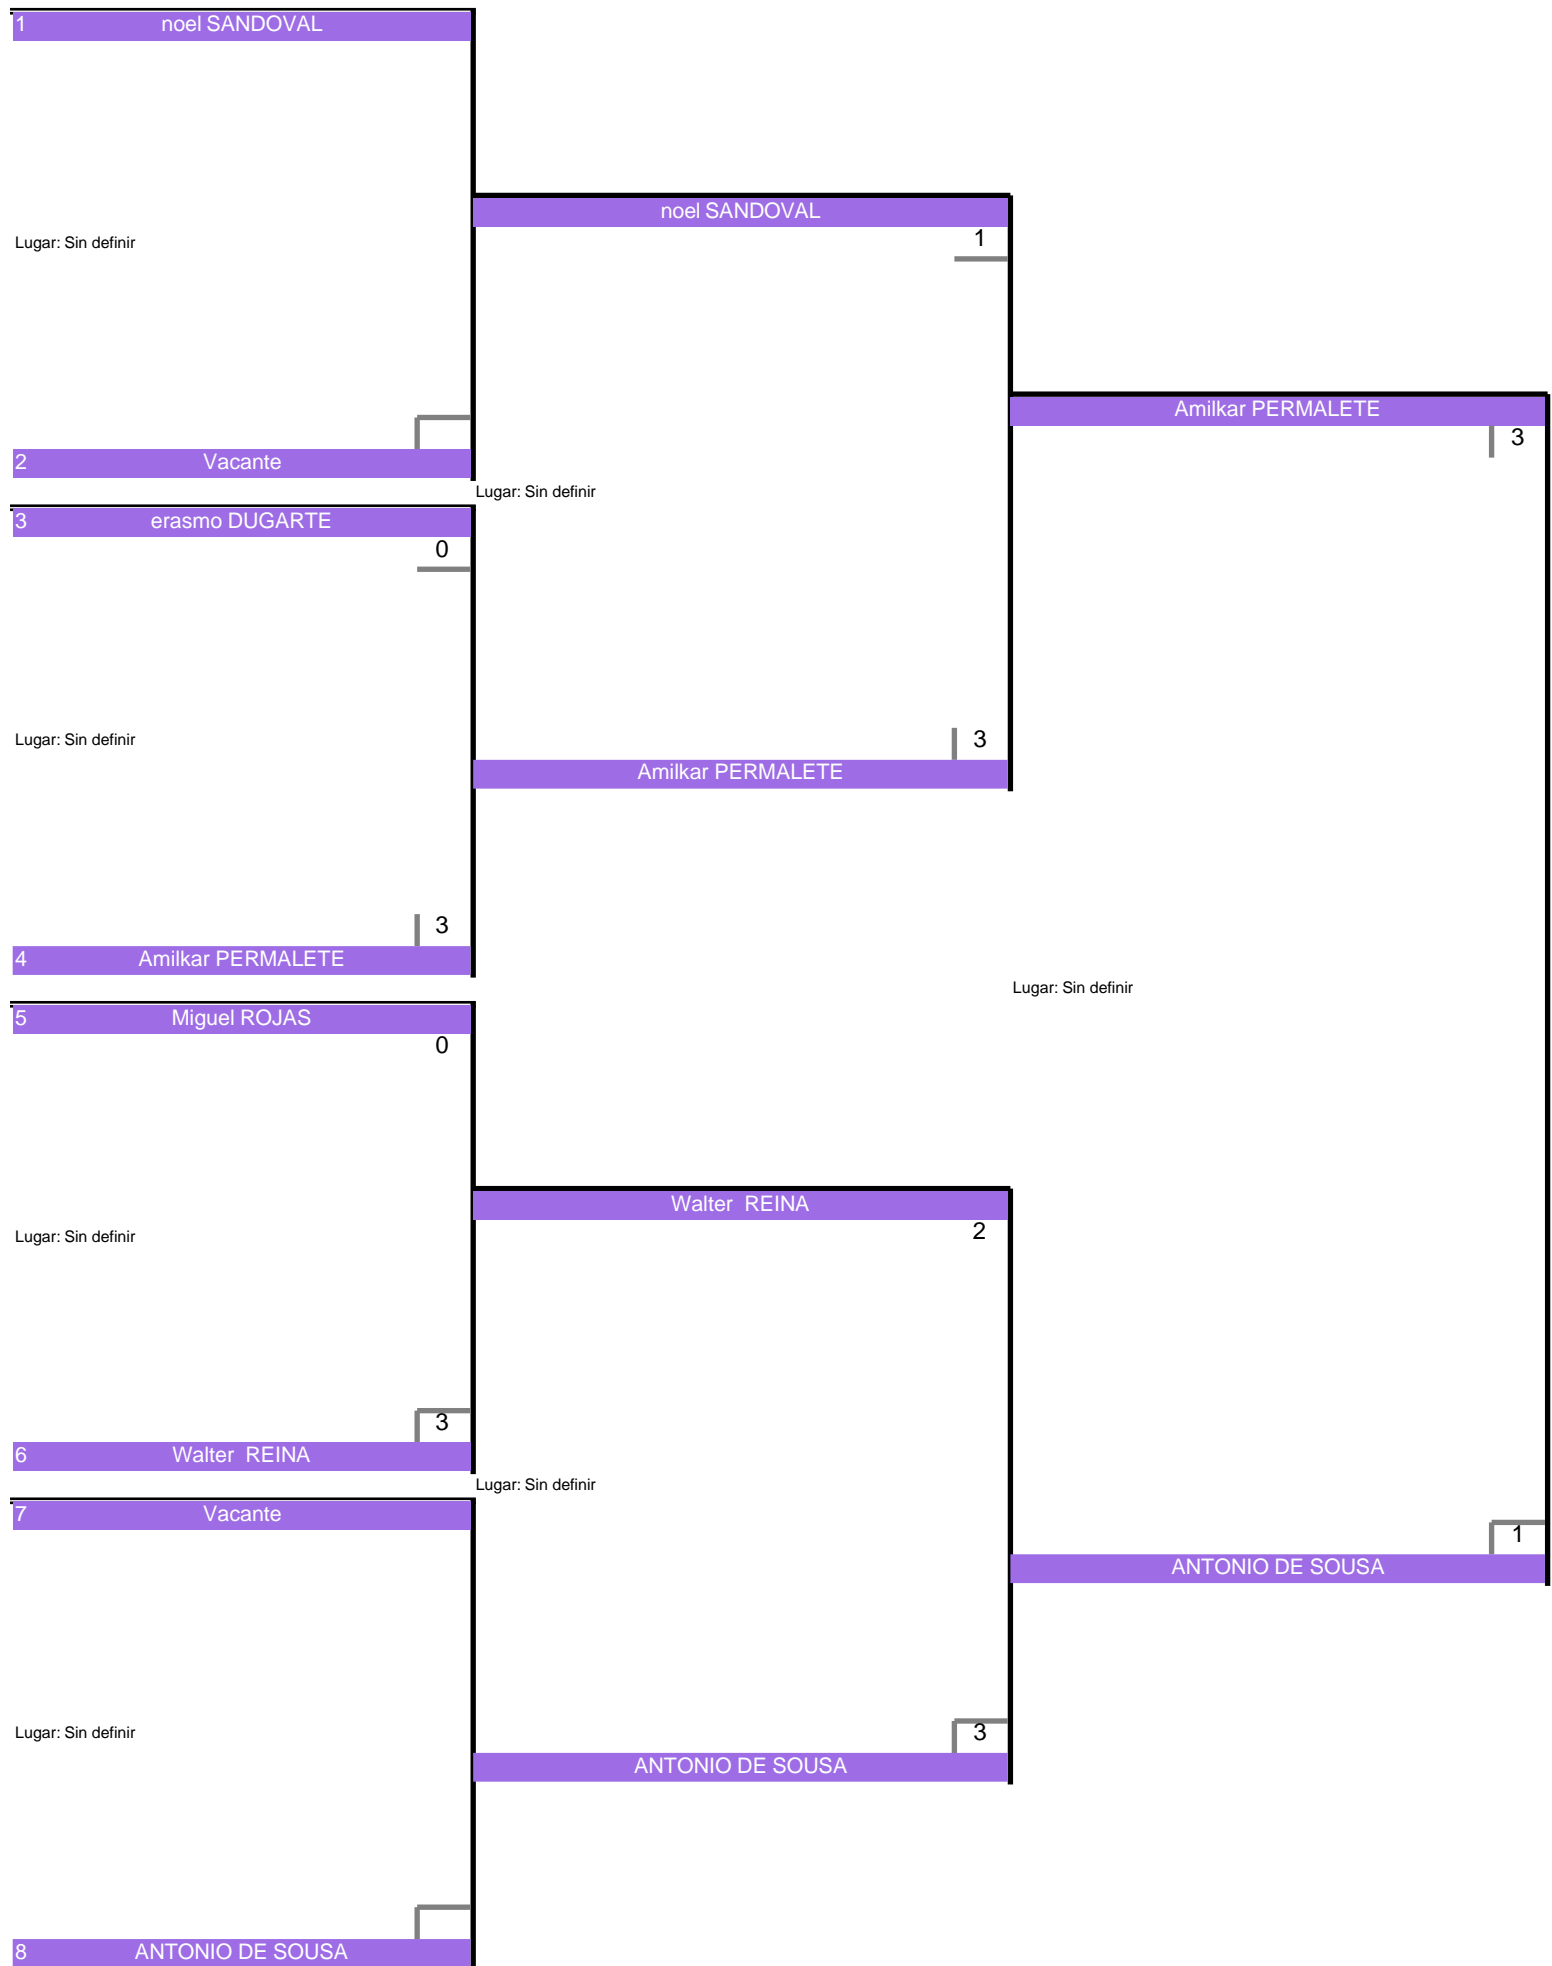 1 noel SANDOVAL
noel SANDOVAL
1
Lugar: Sin definir
Amilkar PERMALETE
3
2 Vacante
Lugar: Sin definir
3 erasmo DUGARTE
0
Lugar: Sin definir
3
Amilkar PERMALETE
3
4 Amilkar PERMALETE
Lugar: Sin definir
5 Miguel ROJAS
0
Walter  REINA
2
Lugar: Sin definir
3
6 Walter  REINA
Lugar: Sin definir
7 Vacante
1
ANTONIO DE SOUSA
Lugar: Sin definir
3
ANTONIO DE SOUSA
8 ANTONIO DE SOUSA